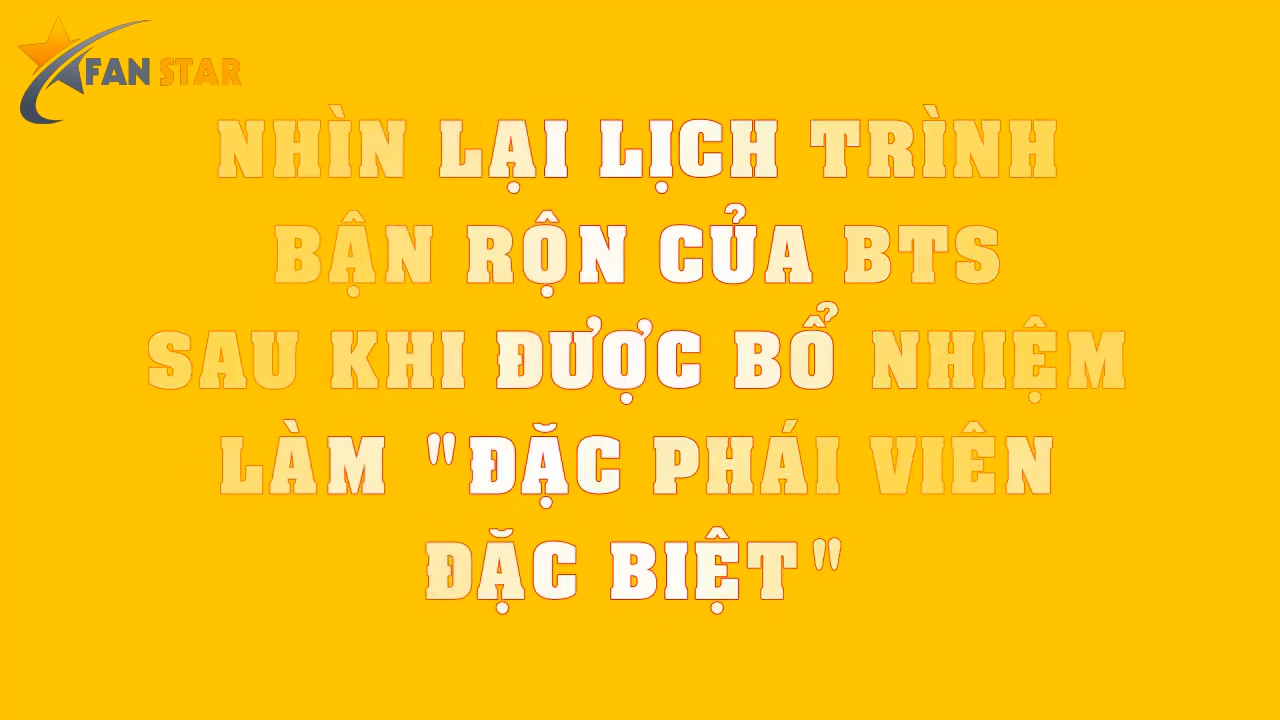 FAN STAR
NHÌN LẠI LỊCH TRÌNH
BẬN RỘN CỦA BTS
SAU KHI ĐƯỢC BỔ NHIỆM
LÀM "ĐẶC PHÁI VIÊN
ĐẶC BIỆT"